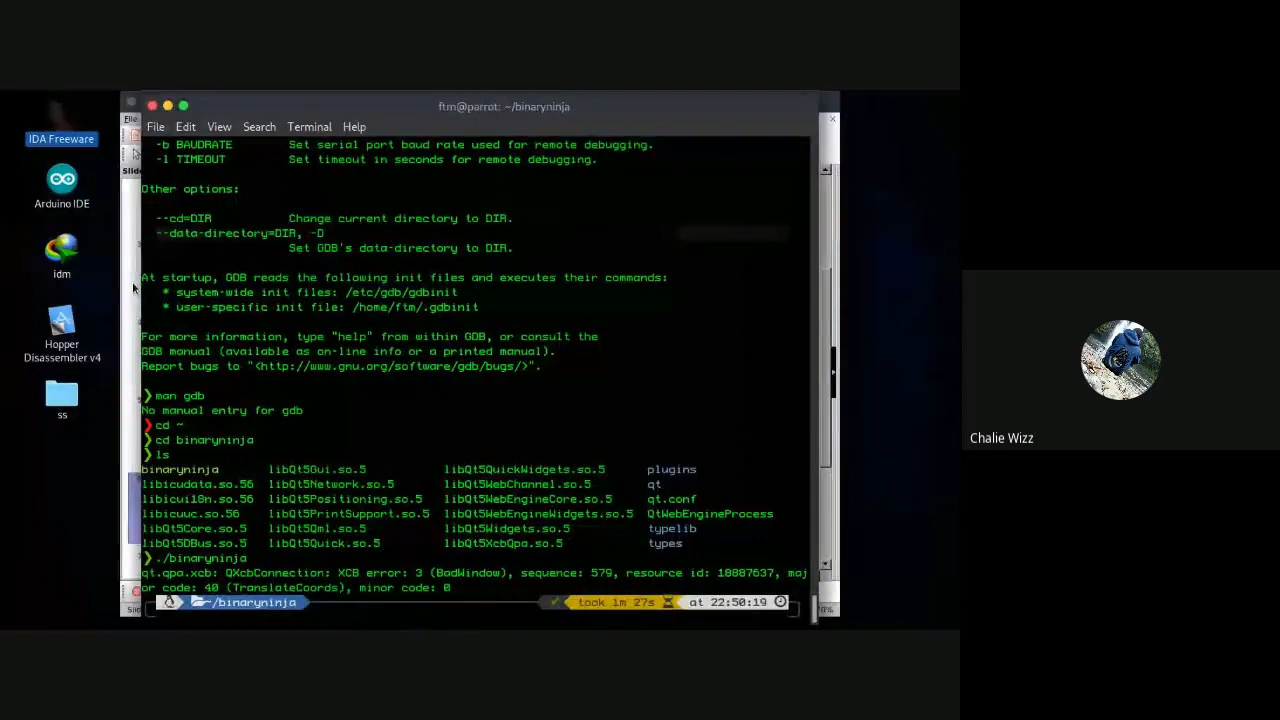 ftm@parrot: ~/binaryninja
File Edit View Search Terminal Help
-b BAUDRATE Set serial port baud rate used for remote debugging.
-l TIMEOUT Set timeout in seconds for remote debugging.
Other options:
--cd=DIR Change current directory to DIR.
--data-directory=DIR, -D
Set GDB's data-directory to DIR.
At startup, GDB reads the following init files and executes their commands:
* system-wide init files: /etc/gdb/gdbinit
* user-specific init file: /home/ftm/.gdbinit
For more information, type "help" from within GDB, or consult the
GDB manual (available as on-line info or a printed manual).
Report bugs to "<http://www.gnu.org/software/gdb/bugs/>".
❯ man gdb
No manual entry for gdb
❯ cd ~
❯ cd binaryninja
❯ ls
binaryninja libQt5Gui.so.5 libQt5QuickWidgets.so.5 plugins
libicudata.so.56 libQt5Network.so.5 libQt5WebChannel.so.5 qt
libicui18n.so.56 libQt5Positioning.so.5 libQt5WebEngineCore.so.5 qt.conf
libicuuc.so.56 libQt5PrintSupport.so.5 libQt5WebEngineWidgets.so.5 QtWebEngineProcess
libQt5Core.so.5 libQt5Qml.so.5 libQt5Widgets.so.5 typelib
libQt5DBus.so.5 libQt5Quick.so.5 libQt5XcbQpa.so.5 types
❯ ./binaryninja
qt.qpa.xcb: QXcbConnection: XCB error: 3 (BadWindow), sequence: 579, resource id: 18887637, maj
or code: 40 (TranslateCoords), minor code: 0
~/binaryninja ✓ took 1m 27s at 22:50:19
IDA Freeware
Arduino IDE
idm
Hopper
Disassembler v4
ss
File
Slid
Slid
0%
Chalie Wizz